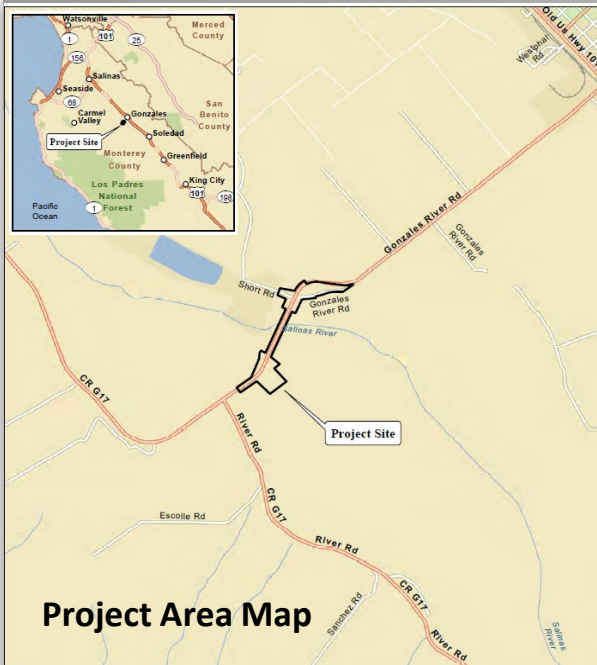 Watsonville
Merced
County
1
101
25
156
Salinas
Seaside
68
Carmel
Valley
Gonzales
San
Benito
County
Soledad
Project Site
Monterey
County
Greenfield
Los Padres
National
Forest
King City
101
198
Pacific
Ocean
1
Old Us Hwy 101
Westphal
Rd
Gonzales River Rd
Gonzales
River Rd
Short Rd
Gonzales
River Rd
Salinas River
CR G17
Project Site
River Rd
CR G17
Escolle Rd
River Rd
CR G17
Sanchez Rd
River Rd
Salinas
River
Project Area Map